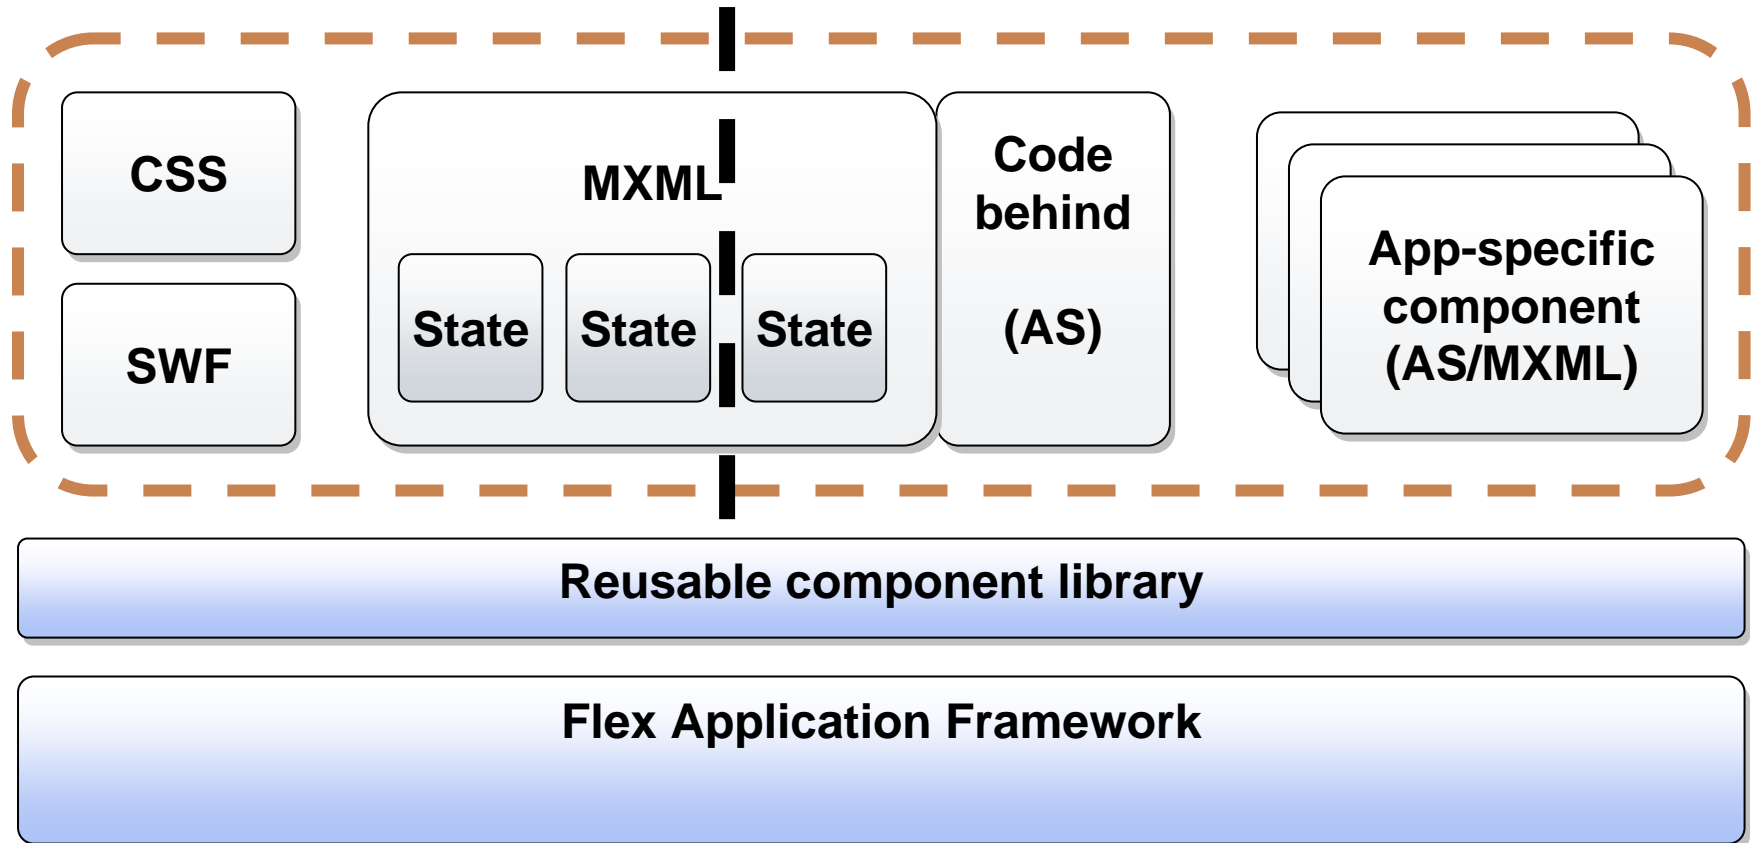 CSS
SWF
MXML
State
State
State
Code
behind
(AS)
App-specific
component
(AS/MXML)
Reusable component library
Flex Application Framework